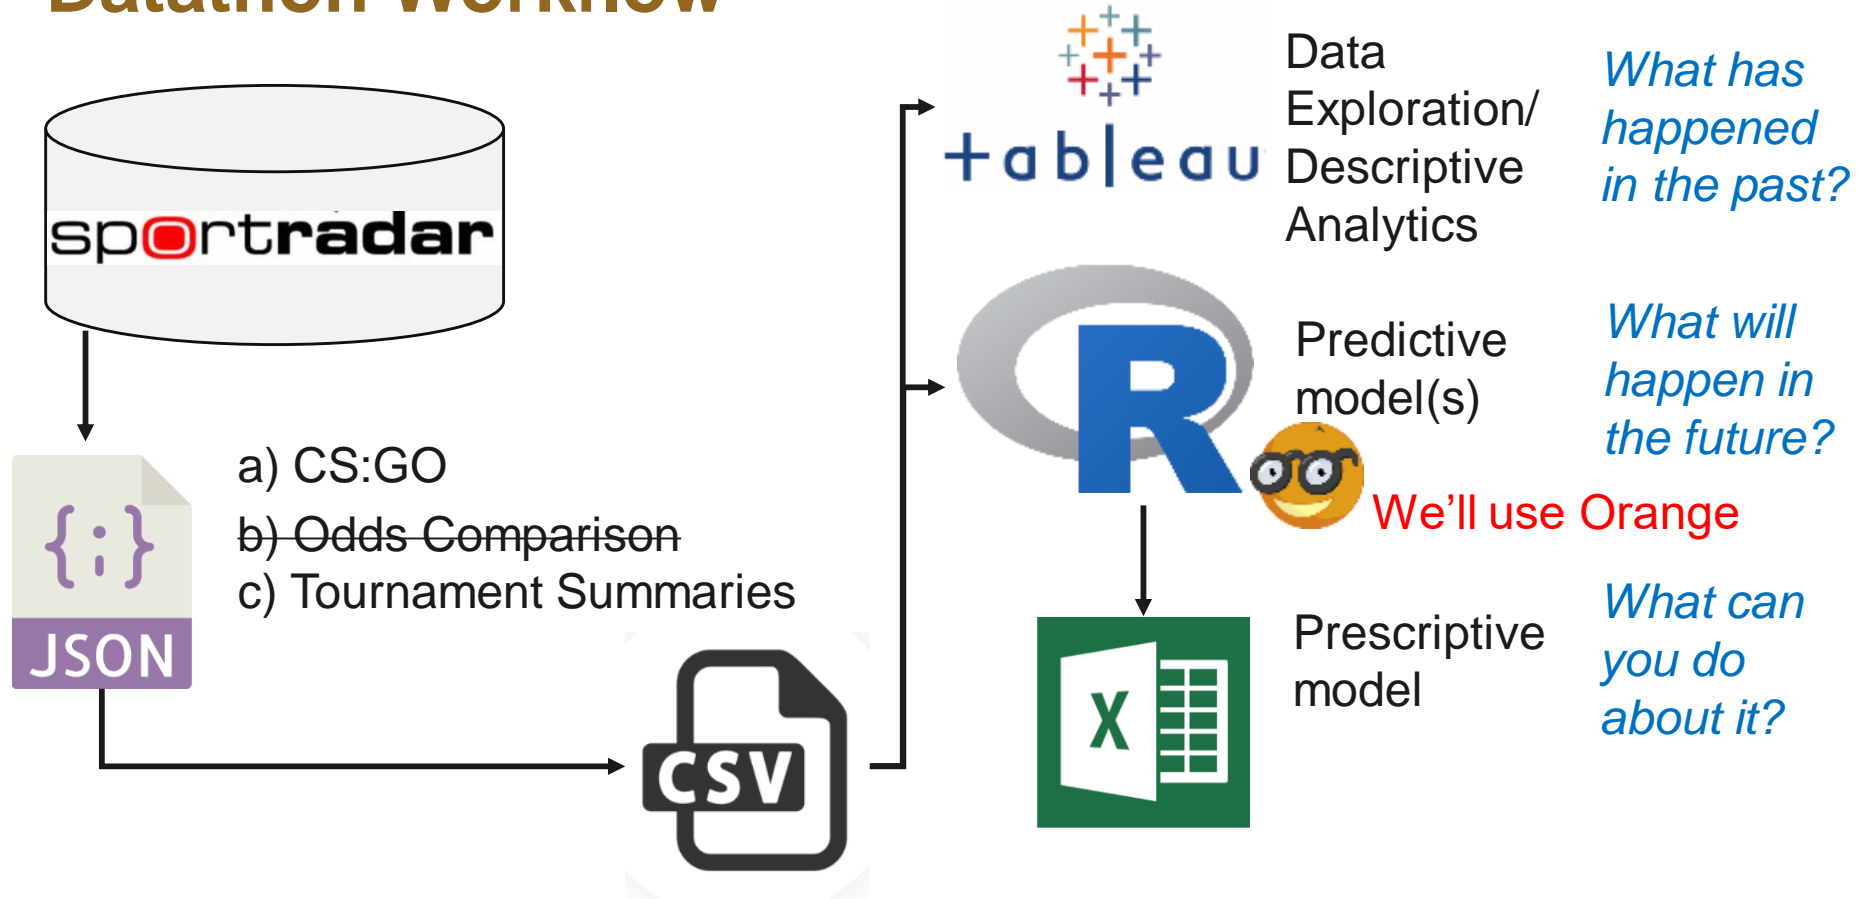 Datathon Workflow
sportradar
a) CS:GO
b) Odds Comparison
c) Tournament Summaries
{;}
JSON
CSV
+ableau
Data
Exploration/
Descriptive
Analytics
What has
happened
in the past?
R
Predictive
model(s)
What will
happen in
the future?
We'll use Orange
X
Prescriptive
model
What can
you do
about it?